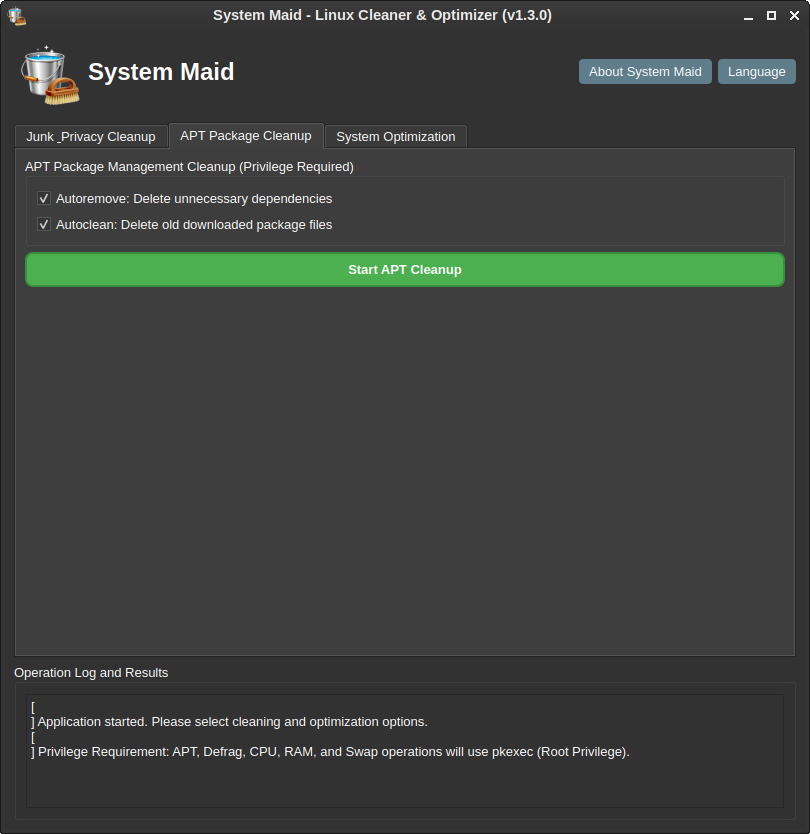 System Maid - Linux Cleaner & Optimizer (v1.3.0)
System Maid
About System Maid
Language
Junk _Privacy Cleanup
APT Package Cleanup
System Optimization
APT Package Management Cleanup (Privilege Required)
Autoremove: Delete unnecessary dependencies
Autoclean: Delete old downloaded package files
Start APT Cleanup
Operation Log and Results
[
] Application started. Please select cleaning and optimization options.
[
] Privilege Requirement: APT, Defrag, CPU, RAM, and Swap operations will use pkexec (Root Privilege).